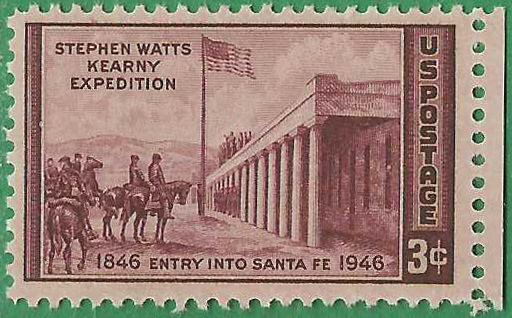 STEPHEN WATTS
KEARNY
EXPEDITION
US POSTAGE
3¢
1846 ENTRY INTO SANTA FE 1946